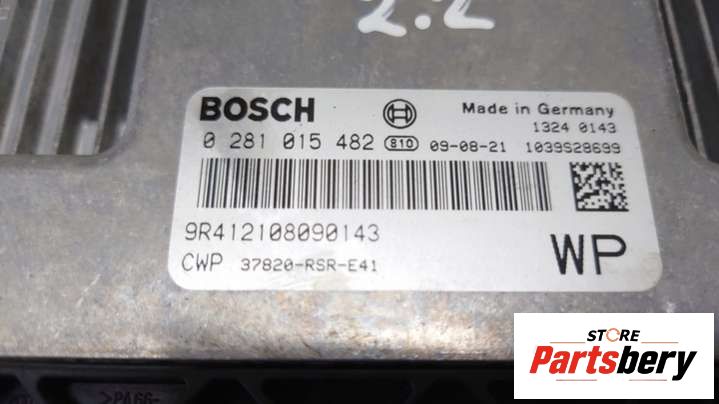 2.2
BOSCH Made in Germany
1324 0143
0 281 015 482 810 09-08-21 1039S28699
9R412108090143
CWP 37820-RSR-E41
WP
>PA66-
STORE
Partsbery